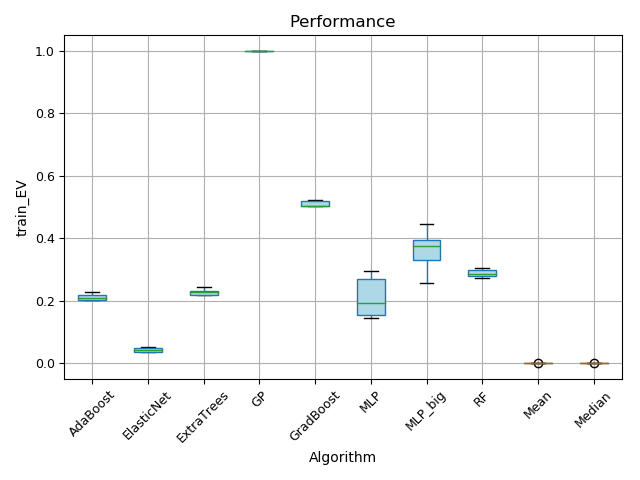 Performance
train_EV
1.0
0.8
0.6
0.4
0.2
0.0
AdaBoost
ElasticNet
ExtraTrees
GP
GradBoost
MLP
MLP_big
RF
Mean
Median
Algorithm